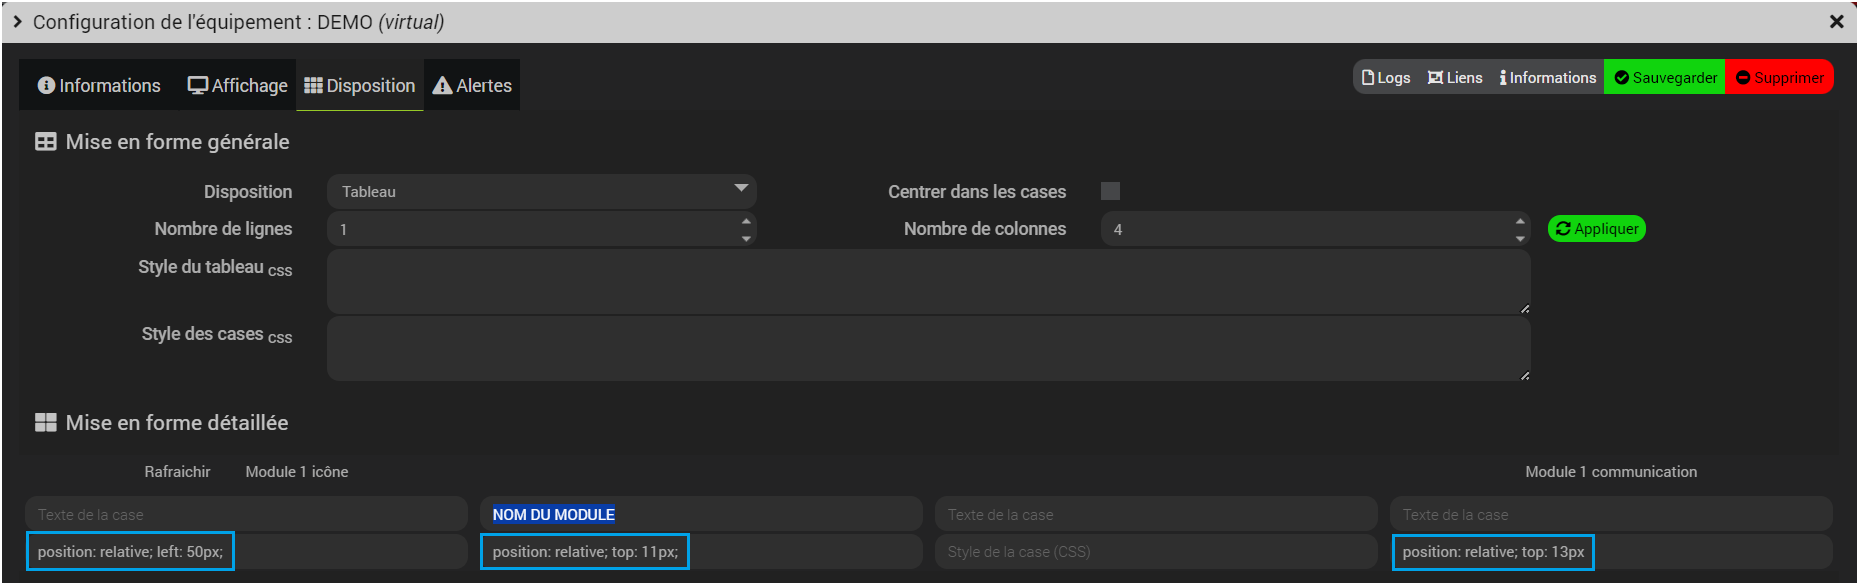 Configuration de l'équipement : DEMO (virtual)
Informations Affichage Disposition Alertes
Logs Liens Informations Sauvegarder Supprimer
Mise en forme générale
Disposition Tableau Centrer dans les cases
Nombre de lignes 1 Nombre de colonnes 4 Appliquer
Style du tableau CSS
Style des cases CSS
Mise en forme détaillée
Rafraichir Module 1 icône Module 1 communication
Texte de la case NOM DU MODULE Texte de la case Texte de la case
position: relative; left: 50px; position: relative; top: 11px; Style de la case (CSS) position: relative; top: 13px